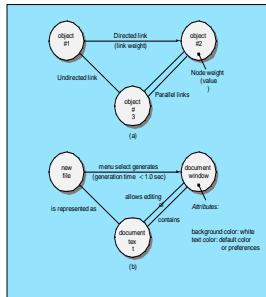 object
#1
Directed link
(link weight)
object
#2
Undirected link
Node weight
(value
)
object
#
3
Parallel links
(a)
new
file
menu select generates
(generation time < 1.0 sec)
document
window
is represented as
allows editing
of
contains
Attributes:
document
tex
t
background color: white
text color: default color
or preferences
(b)